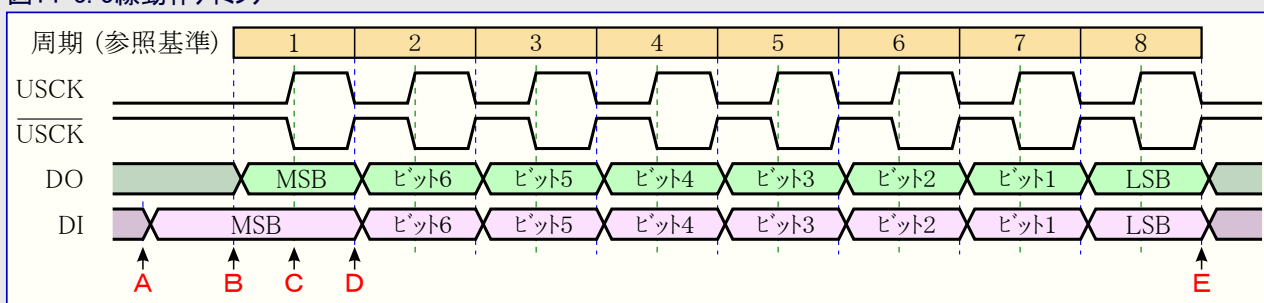 周期 (参照基準) 1 2 3 4 5 6 7 8
USCK
USCK
DO MSB ビット6 ビット5 ビット4 ビット3 ビット2 ビット1 LSB
DI MSB ビット6 ビット5 ビット4 ビット3 ビット2 ビット1 LSB
A B C D E